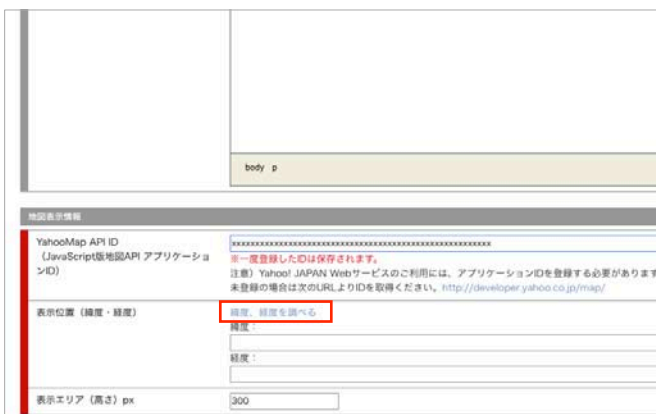 body p
地図表示情報
YahooMap API ID
（JavaScript版地図API アプリケーショ
ンID）
xxxxxxxxxxxxxxxxxxxxxxxxxxxxxxxxxxxxxxxxxxxxxxxxxxxxxxx
※一度登録したIDは保存されます。
注意）Yahoo! JAPAN Webサービスのご利用には、アプリケーションIDを登録する必要があります
未登録の場合は次のURLよりIDを取得ください。http://developer.yahoo.co.jp/map/
表示位置（緯度・経度）
緯度、経度を調べる
緯度：
経度：
表示エリア（高さ）px
300